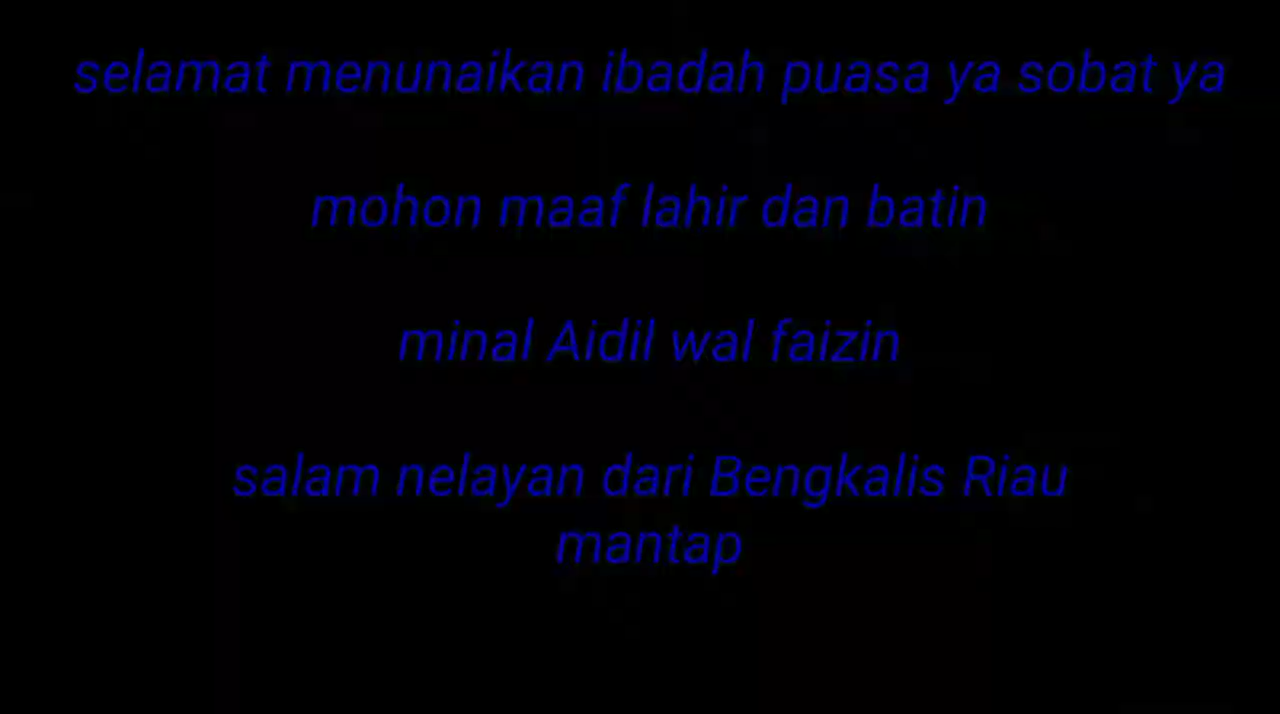 selamat menunaikan ibadah puasa ya sobat ya
mohon maaf lahir dan batin
minal Aidil wal faizin
salam nelayan dari Bengkalis Riau
mantap